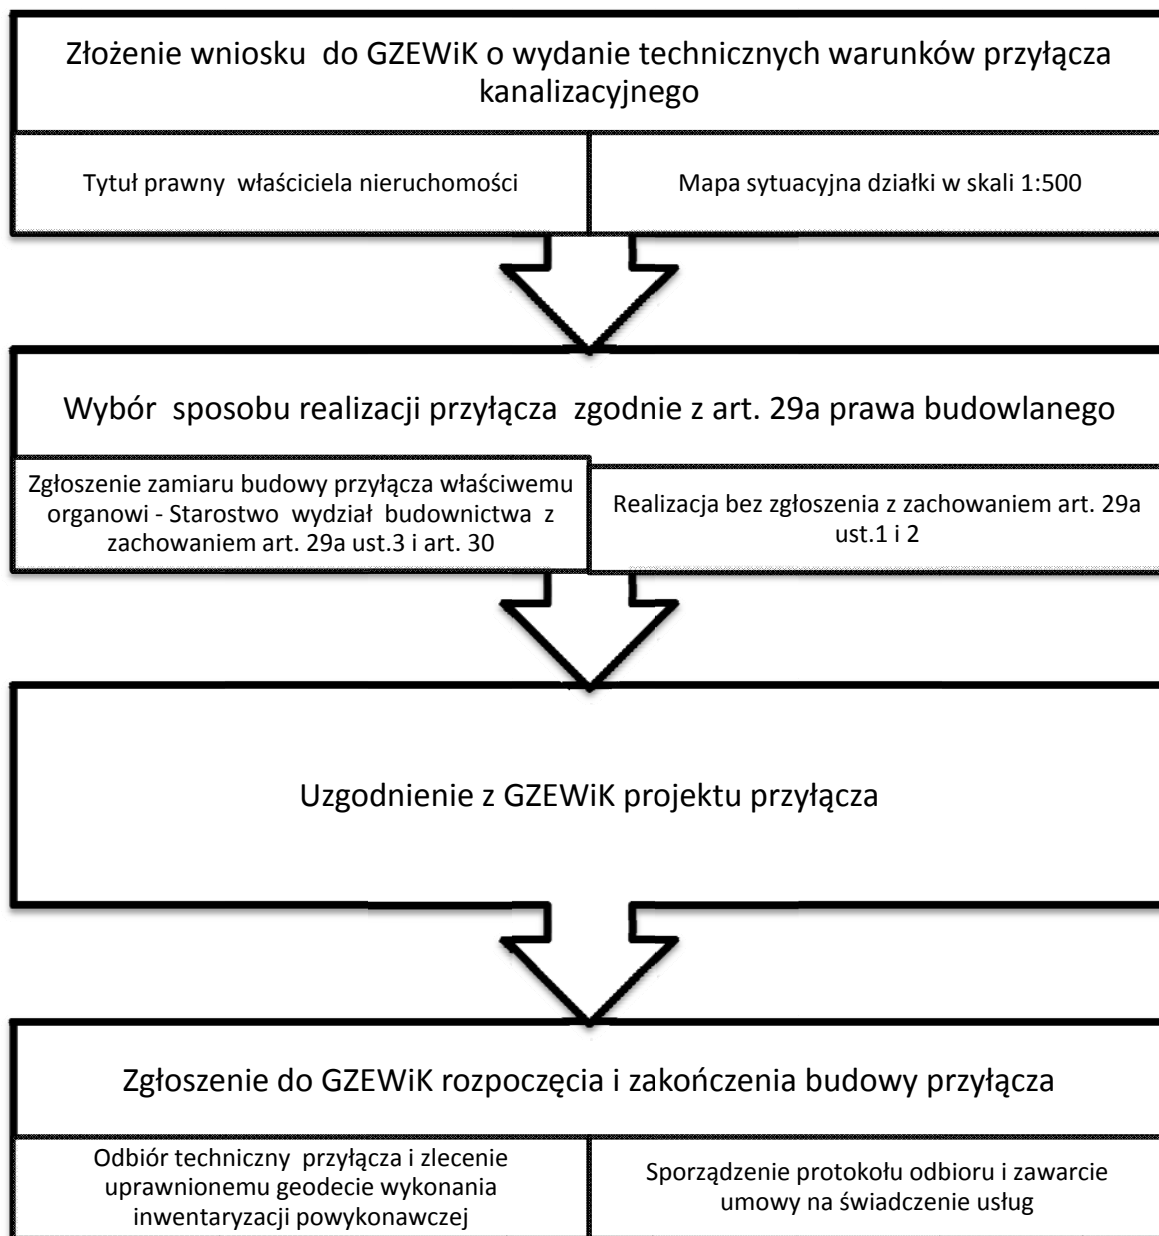 Złożenie wniosku do GZEWiK o wydanie technicznych warunków przyłącza
kanalizacyjnego
Tytuł prawny właściciela nieruchomości
Mapa sytuacyjna działki w skali 1:500
Wybór sposobu realizacji przyłącza zgodnie z art. 29a prawa budowlanego
Zgłoszenie zamiaru budowy przyłącza właściwemu
organowi - Starostwo wydział budownictwa z
zachowaniem art. 29a ust.3 i art. 30
Realizacja bez zgłoszenia z zachowaniem art. 29a
ust.1 i 2
Uzgodnienie z GZEWiK projektu przyłącza
Zgłoszenie do GZEWiK rozpoczęcia i zakończenia budowy przyłącza
Odbiór techniczny przyłącza i zlecenie
uprawnionemu geodecie wykonania
inwentaryzacji powykonawczej
Sporządzenie protokołu odbioru i zawarcie
umowy na świadczenie usług